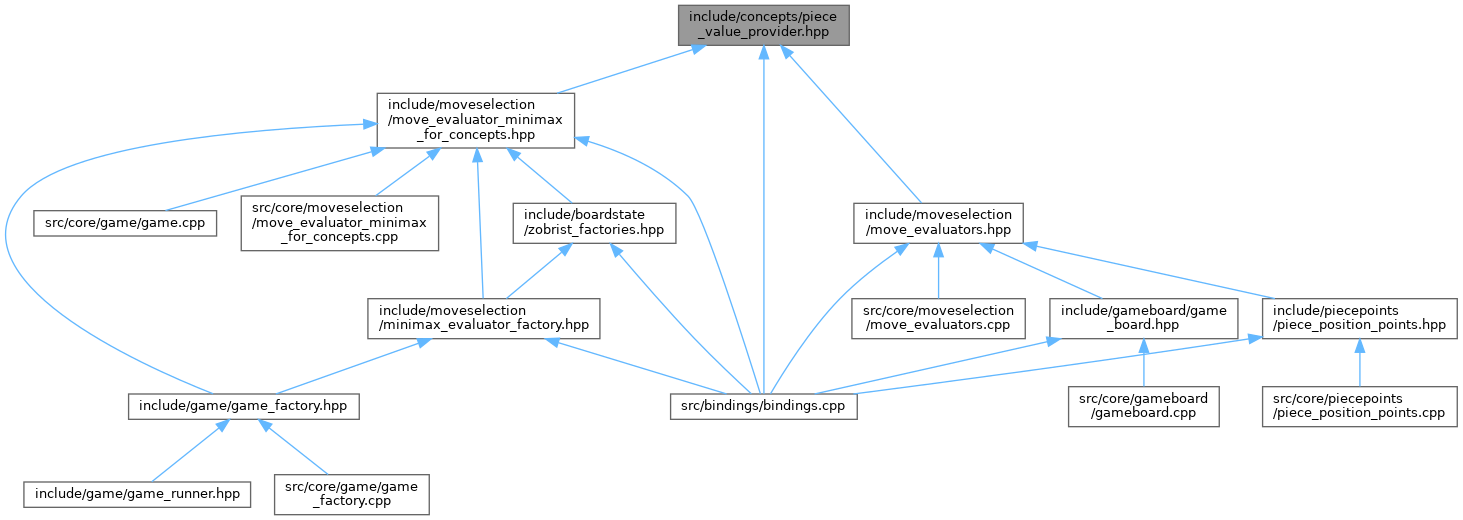 include/concepts/piece
_value_provider.hpp
include/moveselection
/move_evaluator_minimax
_for_concepts.hpp
src/core/game/game.cpp
src/core/moveselection
/move_evaluator_minimax
_for_concepts.cpp
include/boardstate
/zobrist_factories.hpp
include/moveselection
/move_evaluators.hpp
include/moveselection
/minimax_evaluator_factory.hpp
src/core/moveselection
/move_evaluators.cpp
include/gameboard/game
_board.hpp
include/piecepoints
/piece_position_points.hpp
include/game/game_factory.hpp
src/bindings/bindings.cpp
src/core/gameboard
/gameboard.cpp
src/core/piecepoints
/piece_position_points.cpp
include/game/game_runner.hpp
src/core/game/game
_factory.cpp